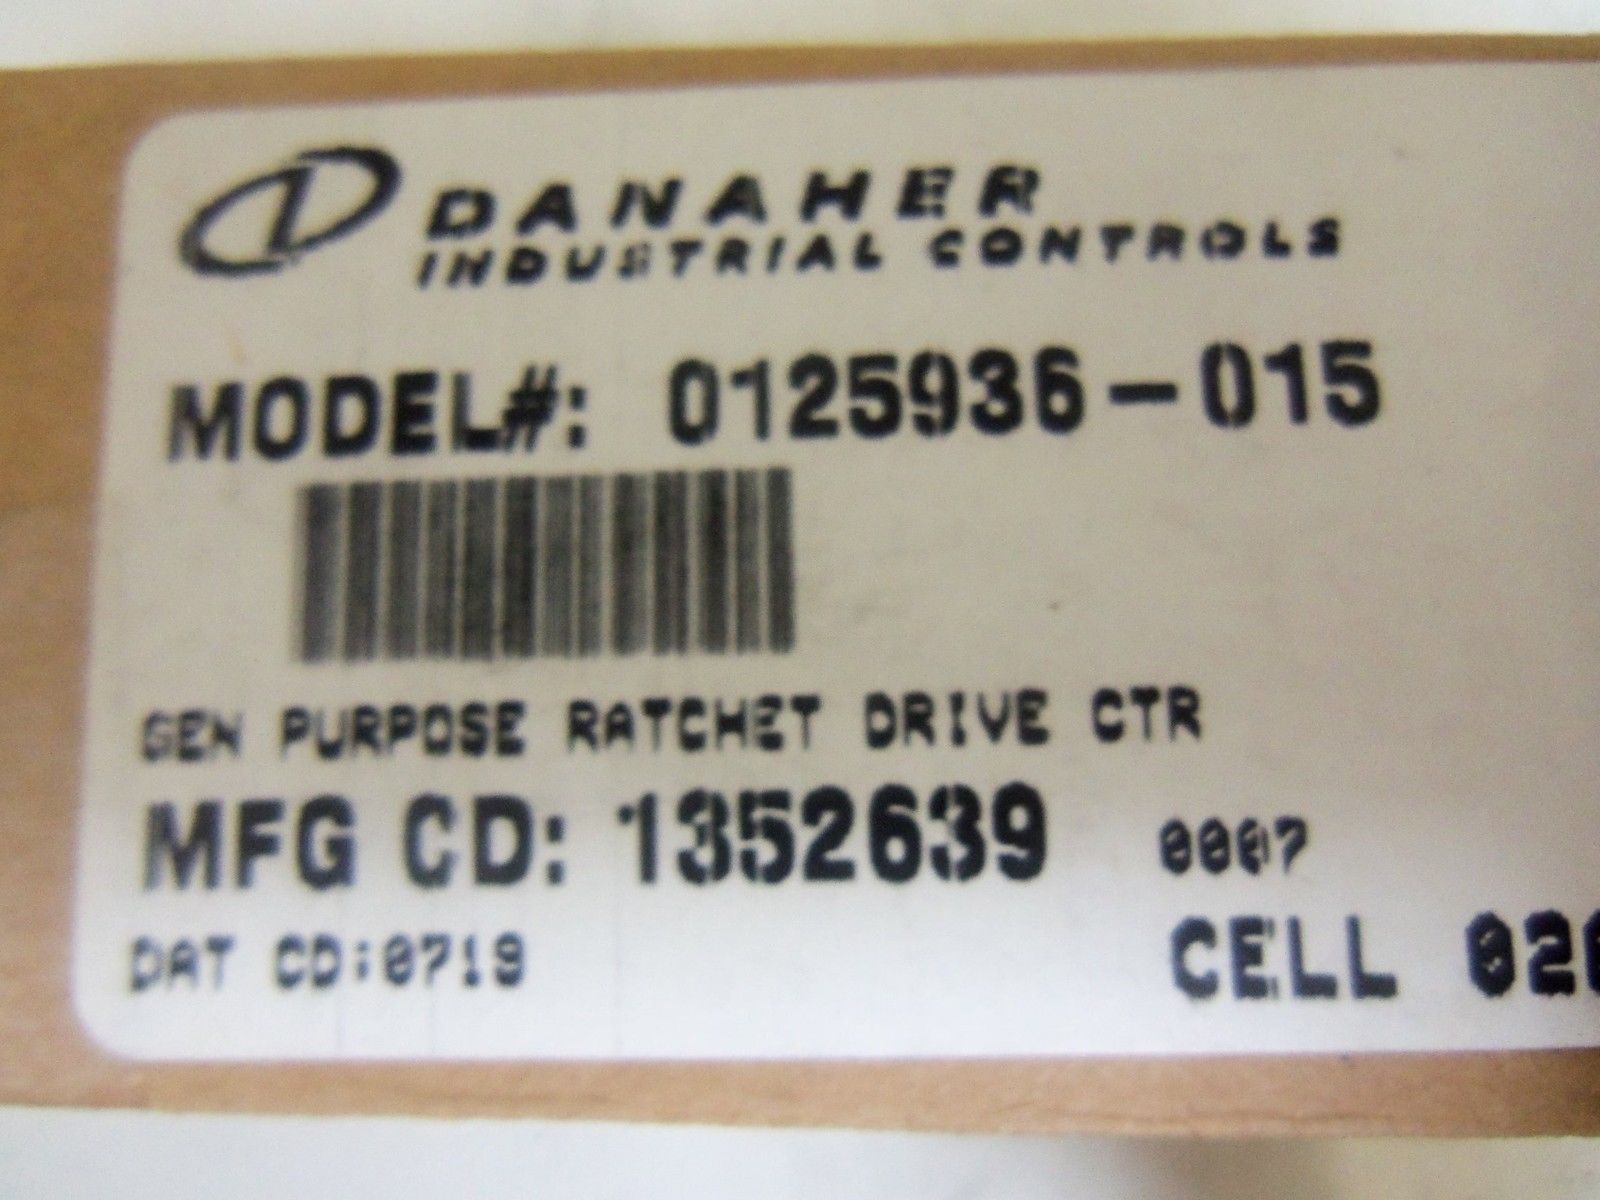 DANAHER
INDUSTRIAL CONTROLS
MODEL#: 0125936-015
GEN PURPOSE RATCHET DRIVE CTR
MFG CD: 1352639 0007
DAT CD:0719
CELL